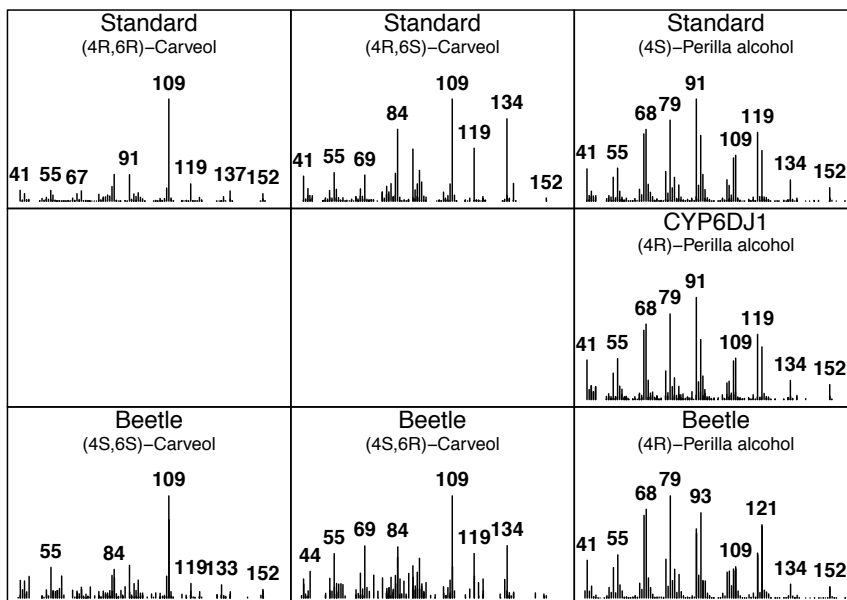 Standard
(4R,6R)−Carveol
109
41 55 67 91 119 137 152
Standard
(4R,6S)−Carveol
109
134
84
119
41 55 69 152
Standard
(4S)−Perilla alcohol
91
68 79 119
109
41 55
134 152
CYP6DJ1
(4R)−Perilla alcohol
91
79
68 119
109
41 55
134 152
Beetle
(4S,6S)−Carveol
109
55 84
119 133 152
Beetle
(4S,6R)−Carveol
109
69 84 134
55 119
44
Beetle
(4R)−Perilla alcohol
79
68 93 121
55 109
41
134 152